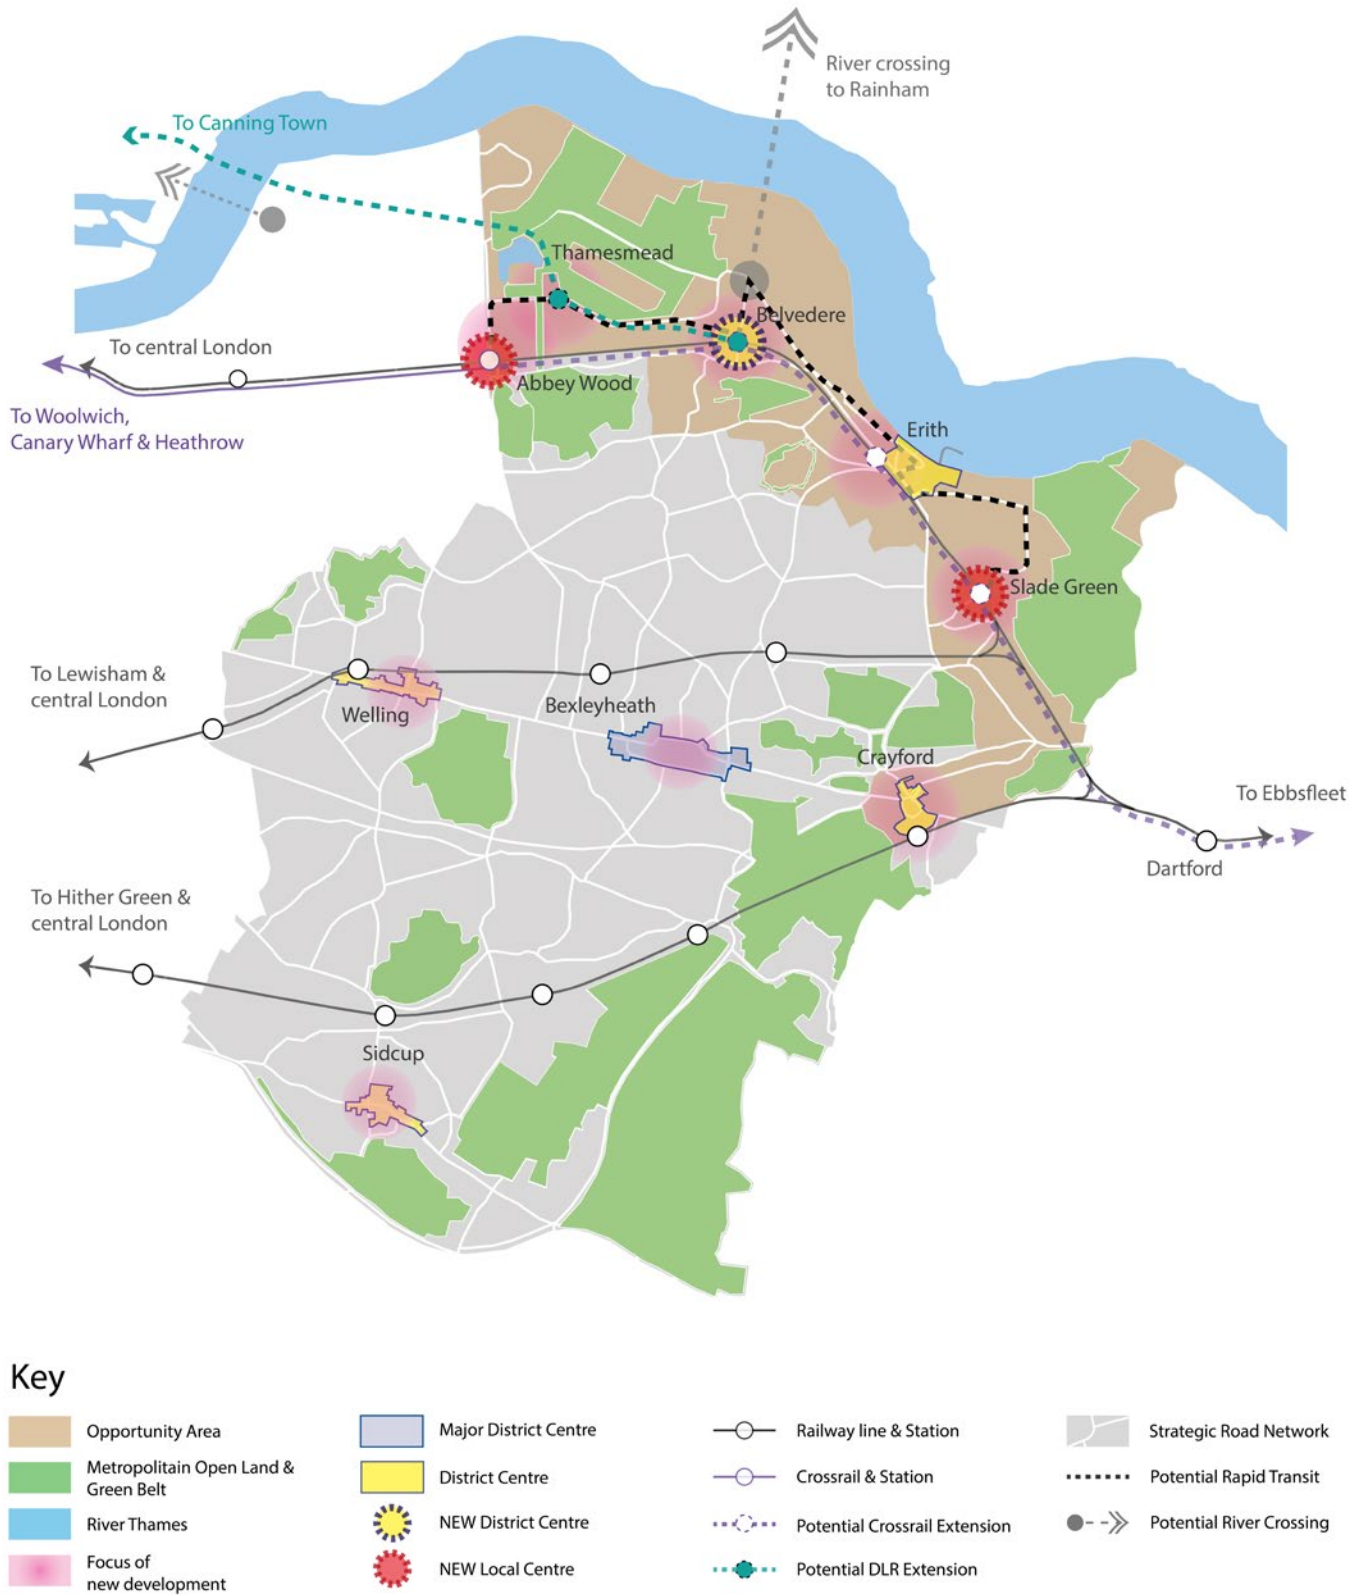 River crossing
to Rainham
To Canning Town
Thamesmead
Belvedere
To central London
Abbey Wood
To Woolwich,
Canary Wharf & Heathrow
Erith
Slade Green
To Lewisham &
central London
Welling
Bexleyheath
Crayford
To Ebbsfleet
Dartford
To Hither Green &
central London
Sidcup
Key
Opportunity Area
Metropolitain Open Land &
Green Belt
River Thames
Focus of
new development
Major District Centre
District Centre
NEW District Centre
NEW Local Centre
Railway line & Station
Crossrail & Station
Potential Crossrail Extension
Potential DLR Extension
Strategic Road Network
Potential Rapid Transit
Potential River Crossing